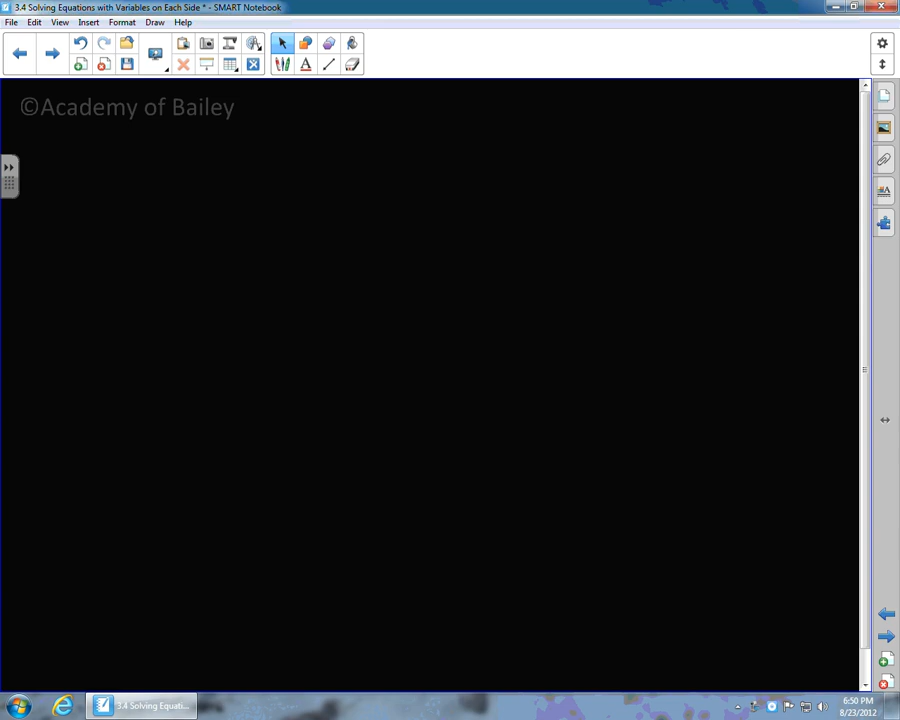 3.4 Solving Equations with Variables on Each Side * - SMART Notebook
File Edit View Insert Format Draw Help
©Academy of Bailey
3.4 Solving Equati...
6:50 PM
8/23/2012